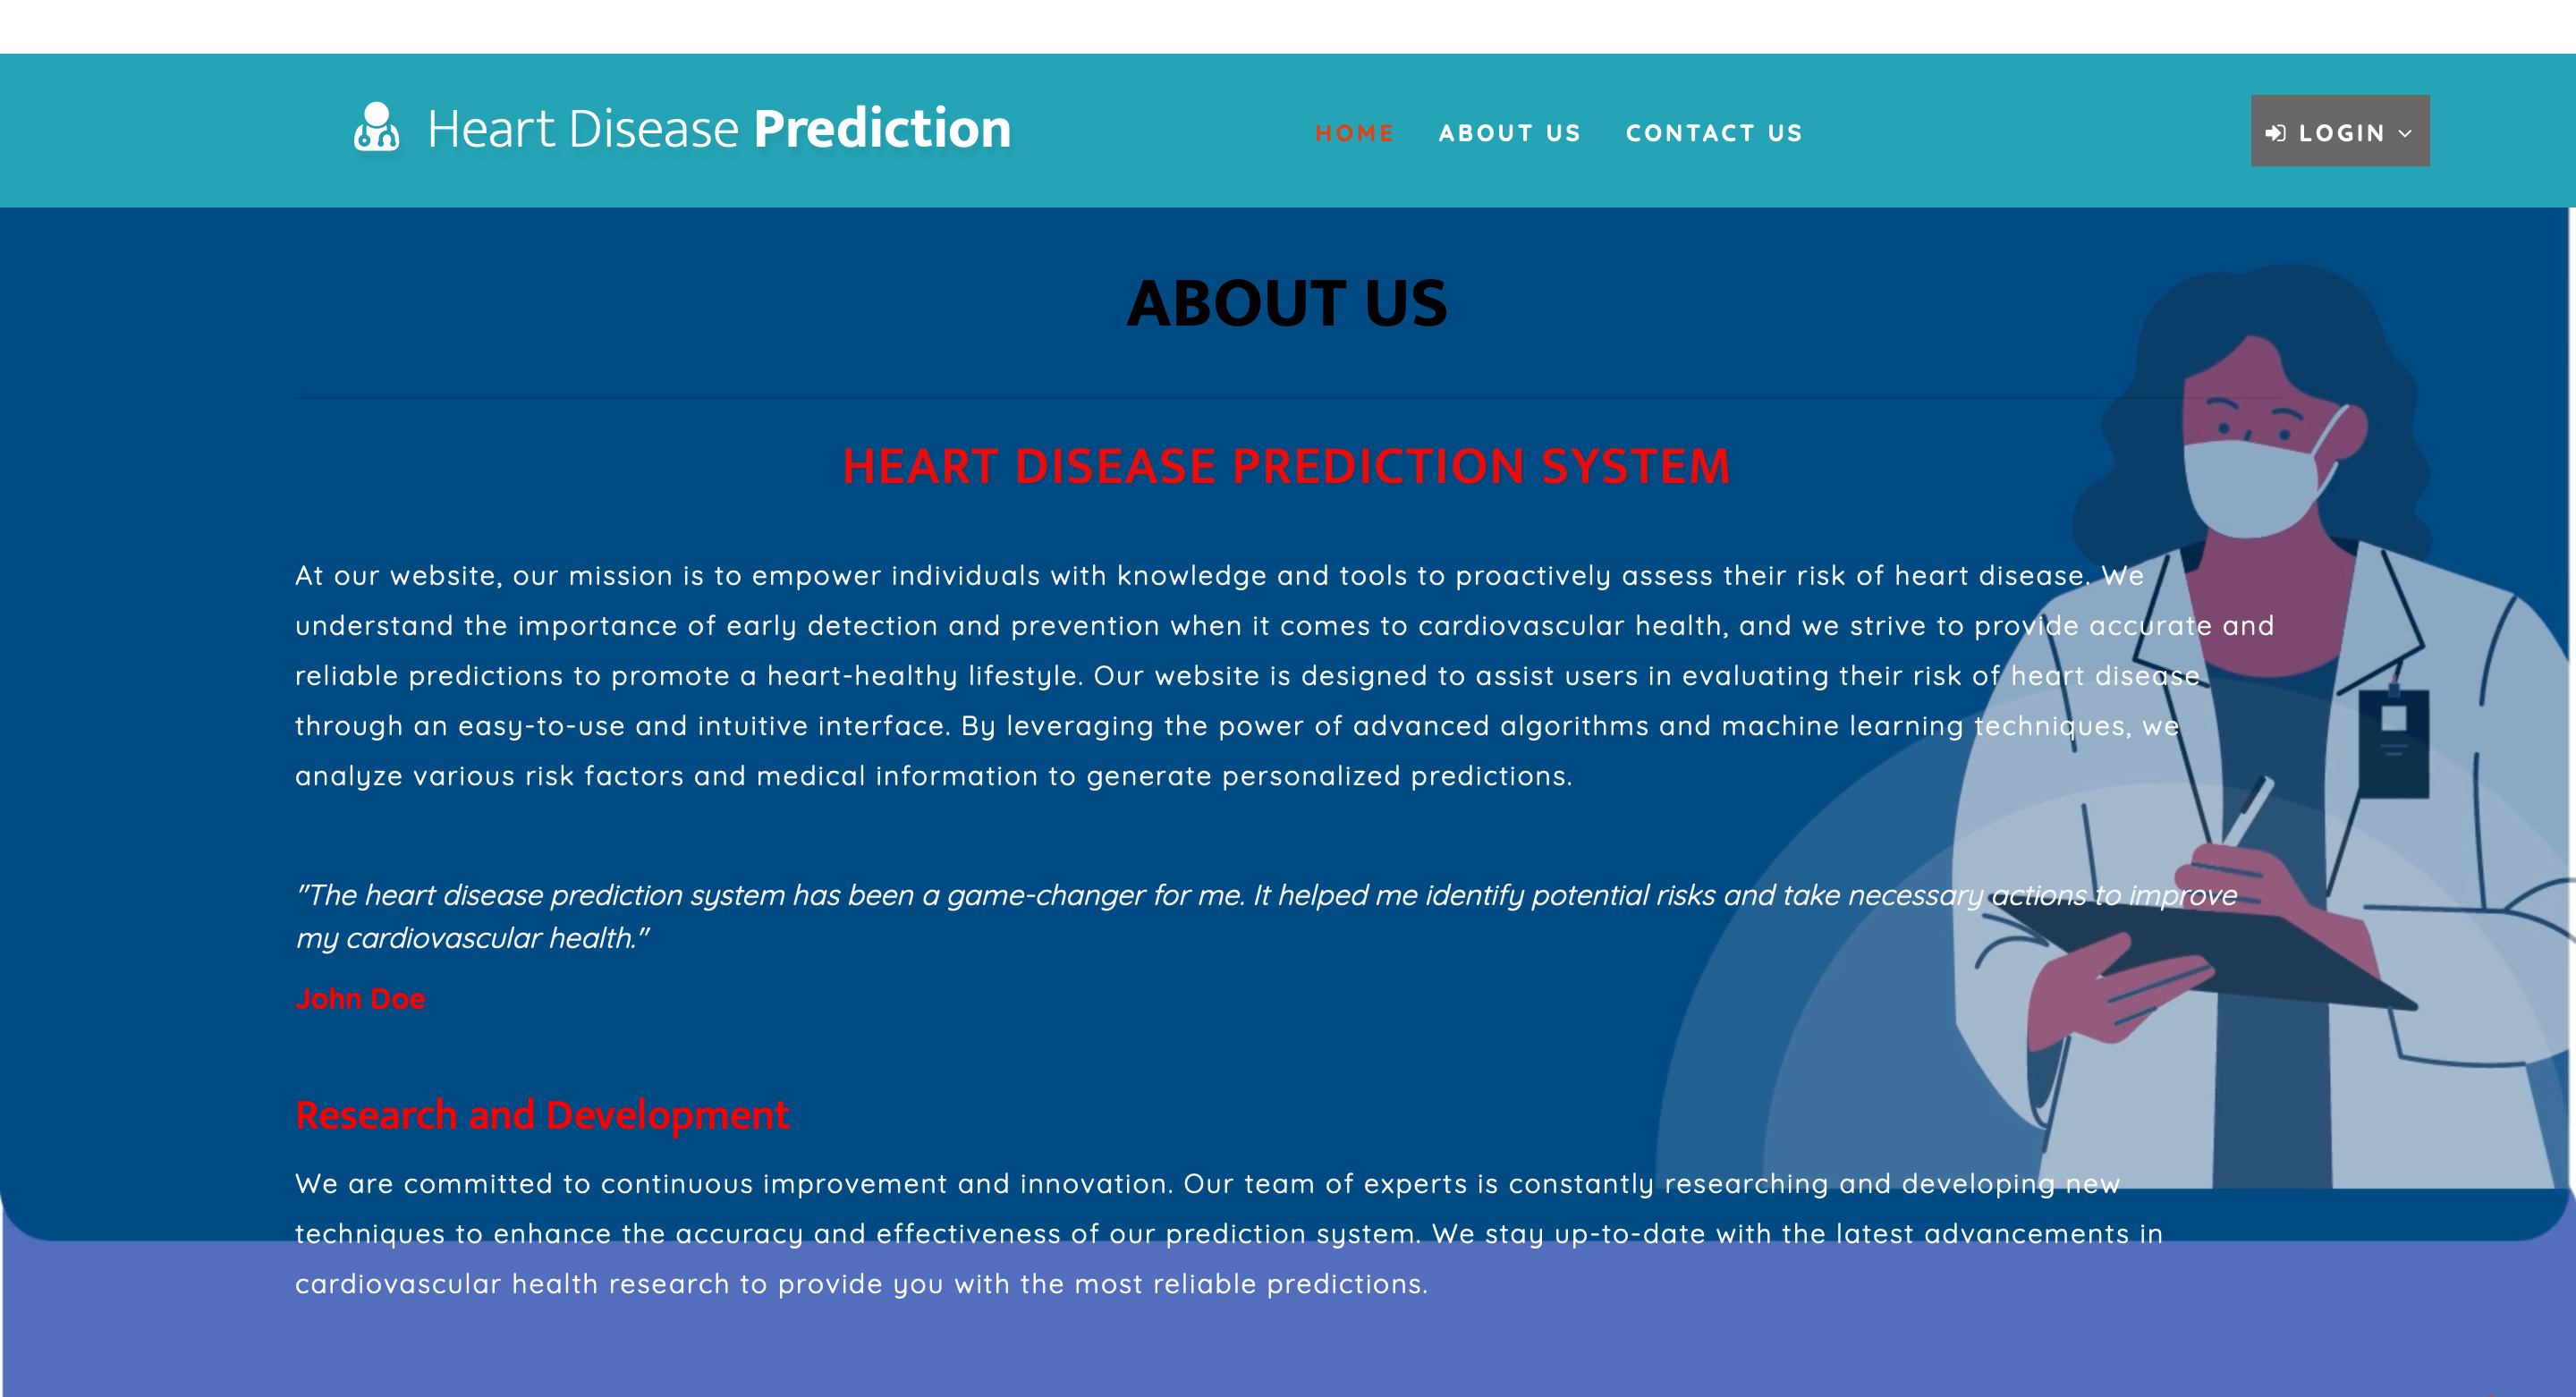 Heart Disease Prediction
HOME ABOUT US CONTACT US
LOGIN
ABOUT US
HEART DISEASE PREDICTION SYSTEM
At our website, our mission is to empower individuals with knowledge and tools to proactively assess their risk of heart disease. We
understand the importance of early detection and prevention when it comes to cardiovascular health, and we strive to provide accurate and
reliable predictions to promote a heart-healthy lifestyle. Our website is designed to assist users in evaluating their risk of heart disease
through an easy-to-use and intuitive interface. By leveraging the power of advanced algorithms and machine learning techniques, we
analyze various risk factors and medical information to generate personalized predictions.
"The heart disease prediction system has been a game-changer for me. It helped me identify potential risks and take necessary actions to improve
my cardiovascular health."
John Doe
Research and Development
We are committed to continuous improvement and innovation. Our team of experts is constantly researching and developing new
techniques to enhance the accuracy and effectiveness of our prediction system. We stay up-to-date with the latest advancements in
cardiovascular health research to provide you with the most reliable predictions.